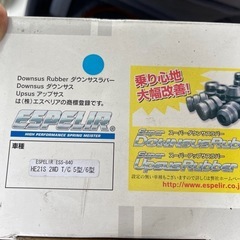 Downsus Rubber ダウンサスラバー
Downsus ダウンサス
Upsus アップサス
は(株)エスペリアの商標登録です。
ESPELIR
HIGH PERFORMANCE SPRING MEISTER
車種
ESPELIR ESS-646
HE21S 2WD T/G 5型/6型
乗り心地
大幅改善!
Super スーパーダウンサスラバー
DownsusRubber
Super スーパーアップサスラバー
UpsusRubber
http://www.espelir.co.j